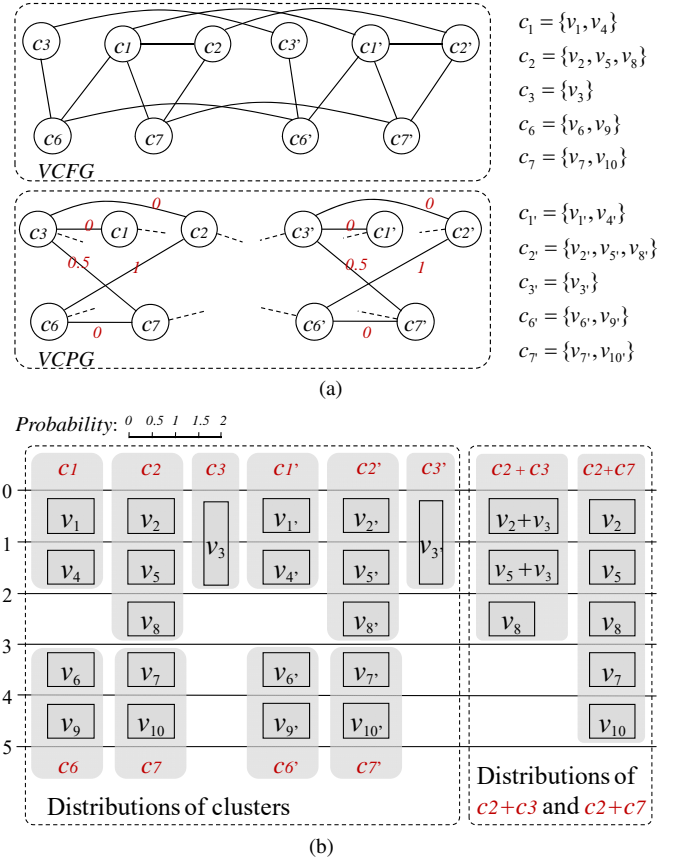 c3 c1 c2 c3’ c1’ c2’
c6 c7 c6’ c7’
VCFG
c₁ = {v₁, v₄}
c₂ = {v₂, v₅, v₈}
c₃ = {v₃}
c₆ = {v₆, v₉}
c₇ = {v₇, v₁₀}
0 0
c3 0 c1 c2 c3’ 0 c1’ c2’
0.5 1 0.5 1
c6 0 c7 c6’ 0 c7’
VCPG
c₁' = {v₁', v₄'}
c₂' = {v₂', v₅', v₈'}
c₃' = {v₃'}
c₆' = {v₆', v₉'}
c₇' = {v₇', v₁₀'}
(a)
Probability: 0 0.5 1 1.5 2
c1 c2 c3 c1’ c2’ c3’ c2+c3 c2+c7
0
v₁ v₂ v₃ v₁’ v₂’ v₃’ v₂+v₃ v₂
1
v₄ v₅ v₄’ v₅’ v₅+v₃ v₅
2
v₈ v₈’ v₈ v₈
3
v₆ v₇ v₆’ v₇’ v₇
4
v₉ v₁₀ v₉’ v₁₀’ v₁₀
5
c6 c7 c6’ c7’
Distributions of clusters
Distributions of
c2+c3 and c2+c7
(b)